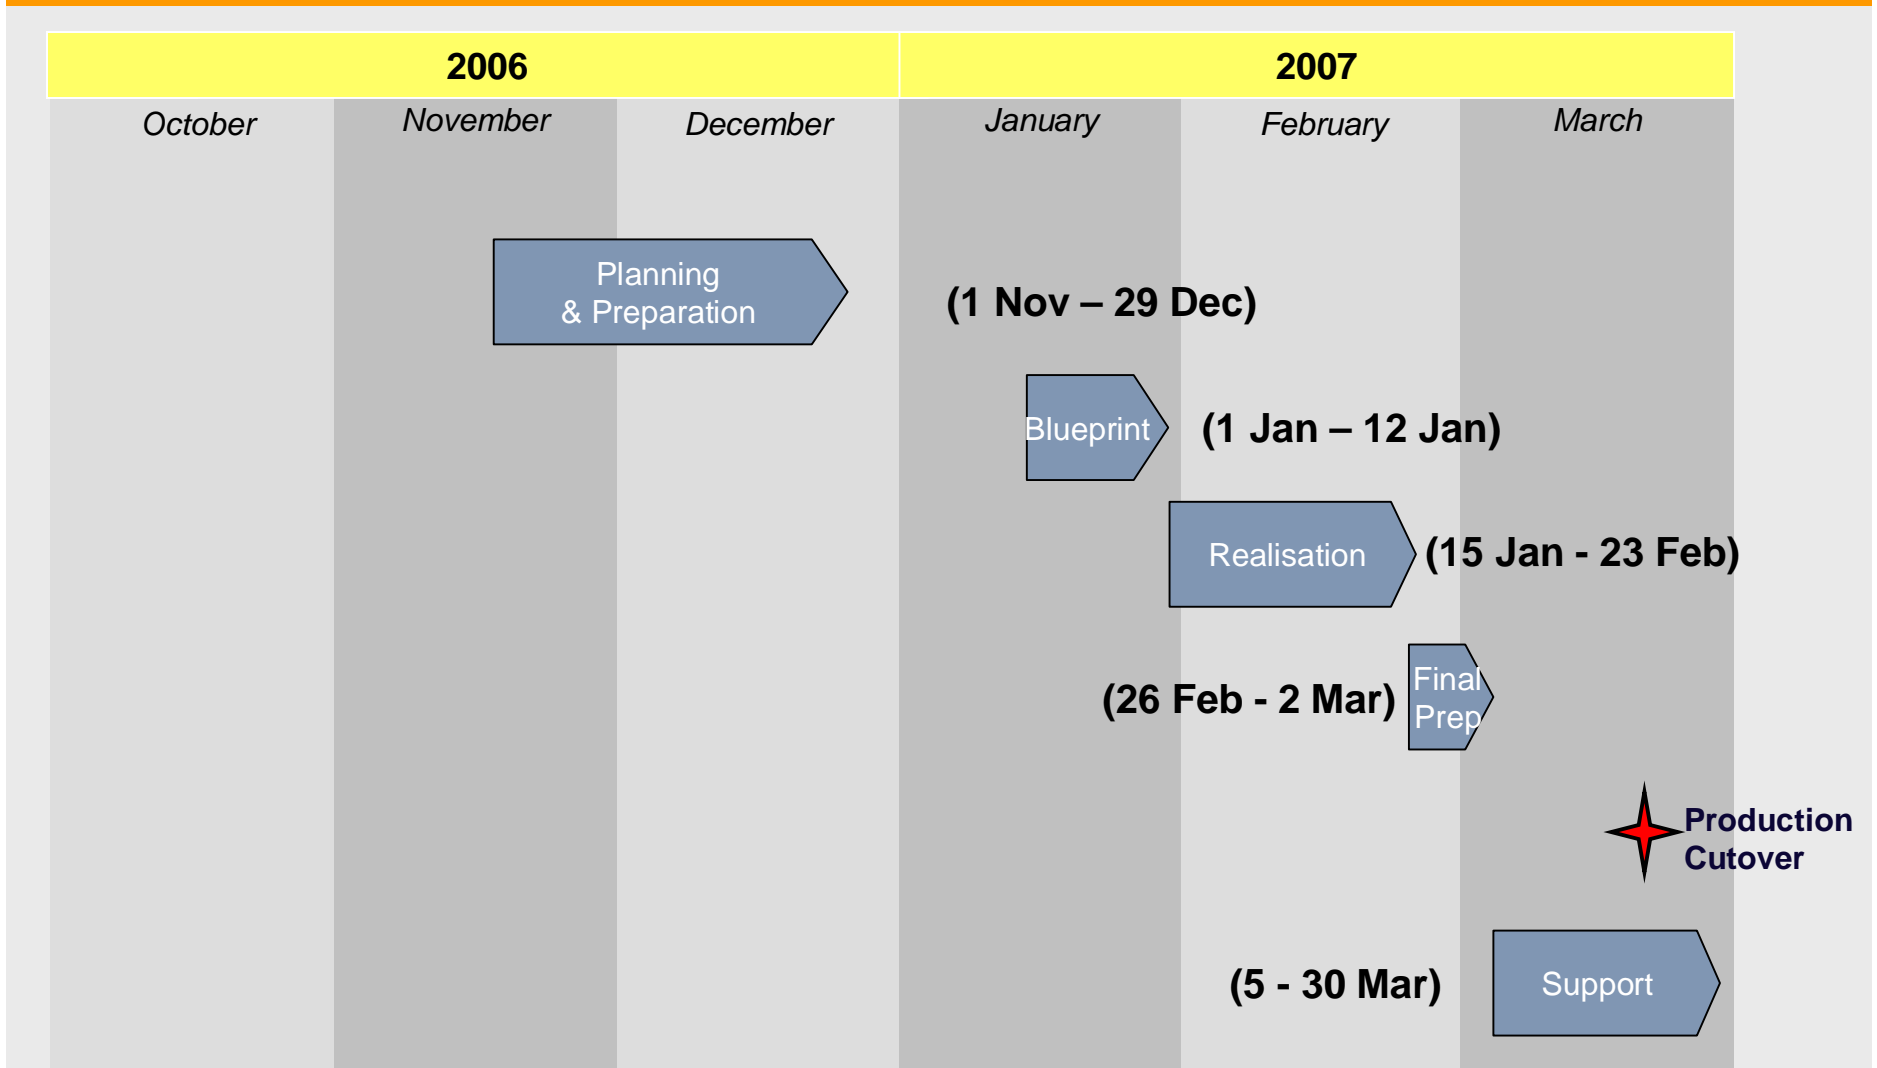 2006
2007
October
November
December
January
February
March
Planning
& Preparation
(1 Nov – 29 Dec)
Blueprint
(1 Jan – 12 Jan)
Realisation
(15 Jan - 23 Feb)
(26 Feb - 2 Mar)
Final
Prep
Production
Cutover
(5 - 30 Mar)
Support